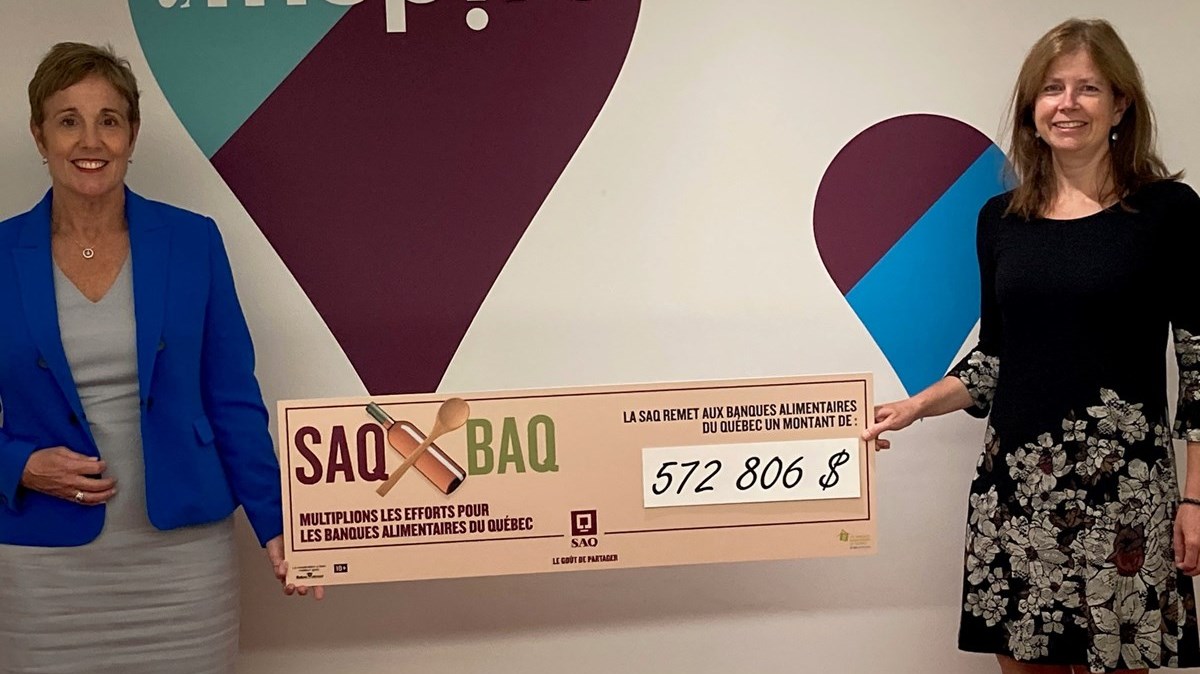 SAQ BAQ
MULTIPLIONS LES EFFORTS POUR
LES BANQUES ALIMENTAIRES DU QUÉBEC
LA SAQ REMET AUX BANQUES ALIMENTAIRES
DU QUÉBEC UN MONTANT DE :
572 806 $
SAQ
LE GOÛT DE PARTAGER
18+